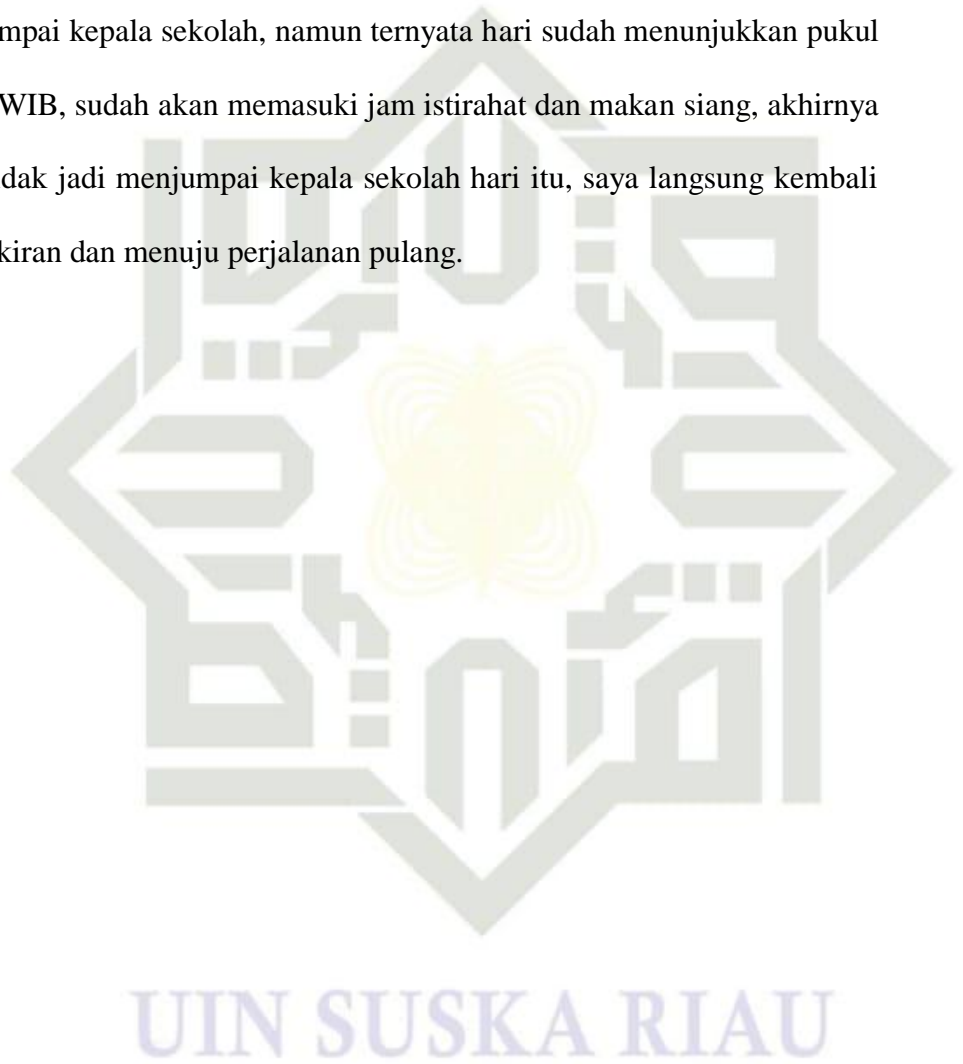 mpai kepala sekolah, namun ternyata hari sudah menunjukkan pukul
WIB, sudah akan memasuki jam istirahat dan makan siang, akhirnya
dak jadi menjumpai kepala sekolah hari itu, saya langsung kembali
kiran dan menuju perjalanan pulang.
UIN SUSKA RIAU